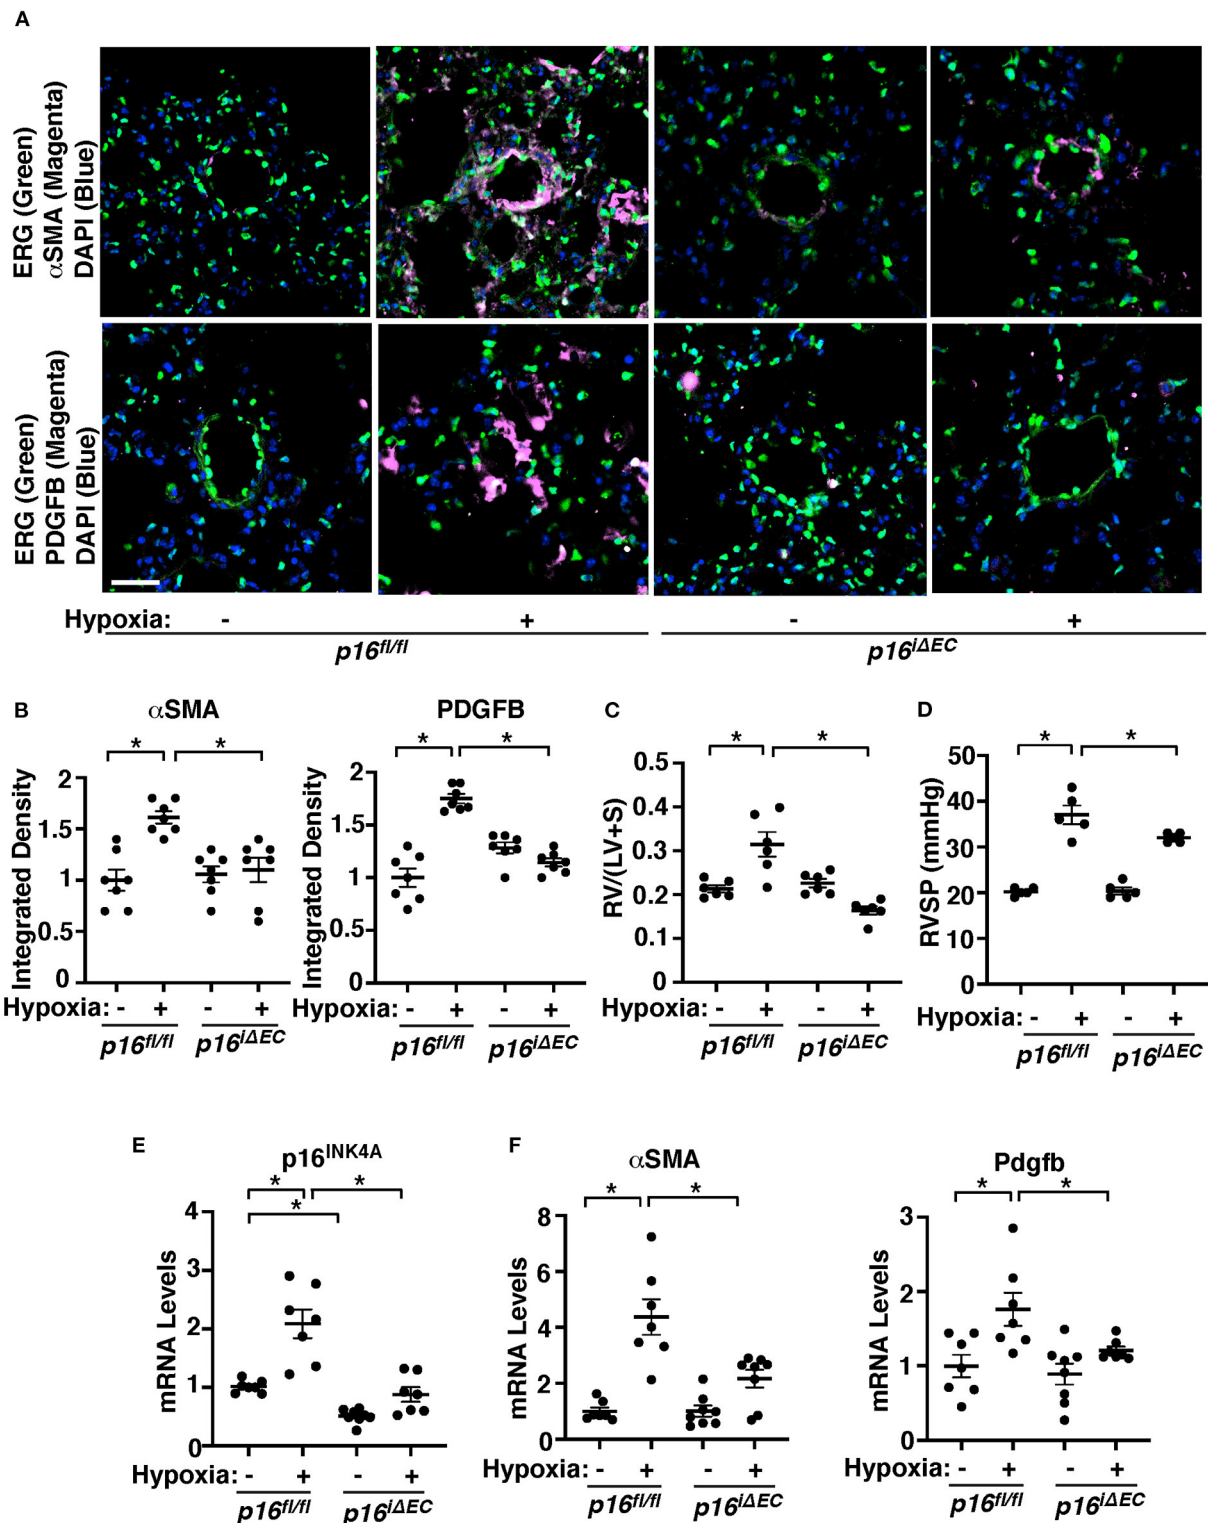 A
ERG (Green)
αSMA (Magenta)
DAPI (Blue)
ERG (Green)
PDGFB (Magenta)
DAPI (Blue)
Hypoxia: - + - +
p16fl/fl p16iΔEC
B
αSMA
*
*
Integrated Density
2
1.5
1
0.5
0
Hypoxia: - + - +
p16fl/fl p16iΔEC
PDGFB
*
*
Integrated Density
2
1.5
1
0.5
0
- + - +
p16fl/fl p16iΔEC
C
*
*
RV/(LV+S)
0.5
0.4
0.3
0.2
0.1
0
Hypoxia: - + - +
p16fl/fl p16iΔEC
D
*
*
RVSP (mmHg)
50
40
30
20
10
0
Hypoxia: - + - +
p16fl/fl p16iΔEC
E
p16INK4A
*
*
*
mRNA Levels
4
3
2
1
0
Hypoxia: - + - +
p16fl/fl p16iΔEC
F
αSMA
*
*
mRNA Levels
8
6
4
2
0
Hypoxia: - + - +
p16fl/fl p16iΔEC
Pdgfb
*
*
mRNA Levels
3
2
1
0
Hypoxia: - + - +
p16fl/fl p16iΔEC